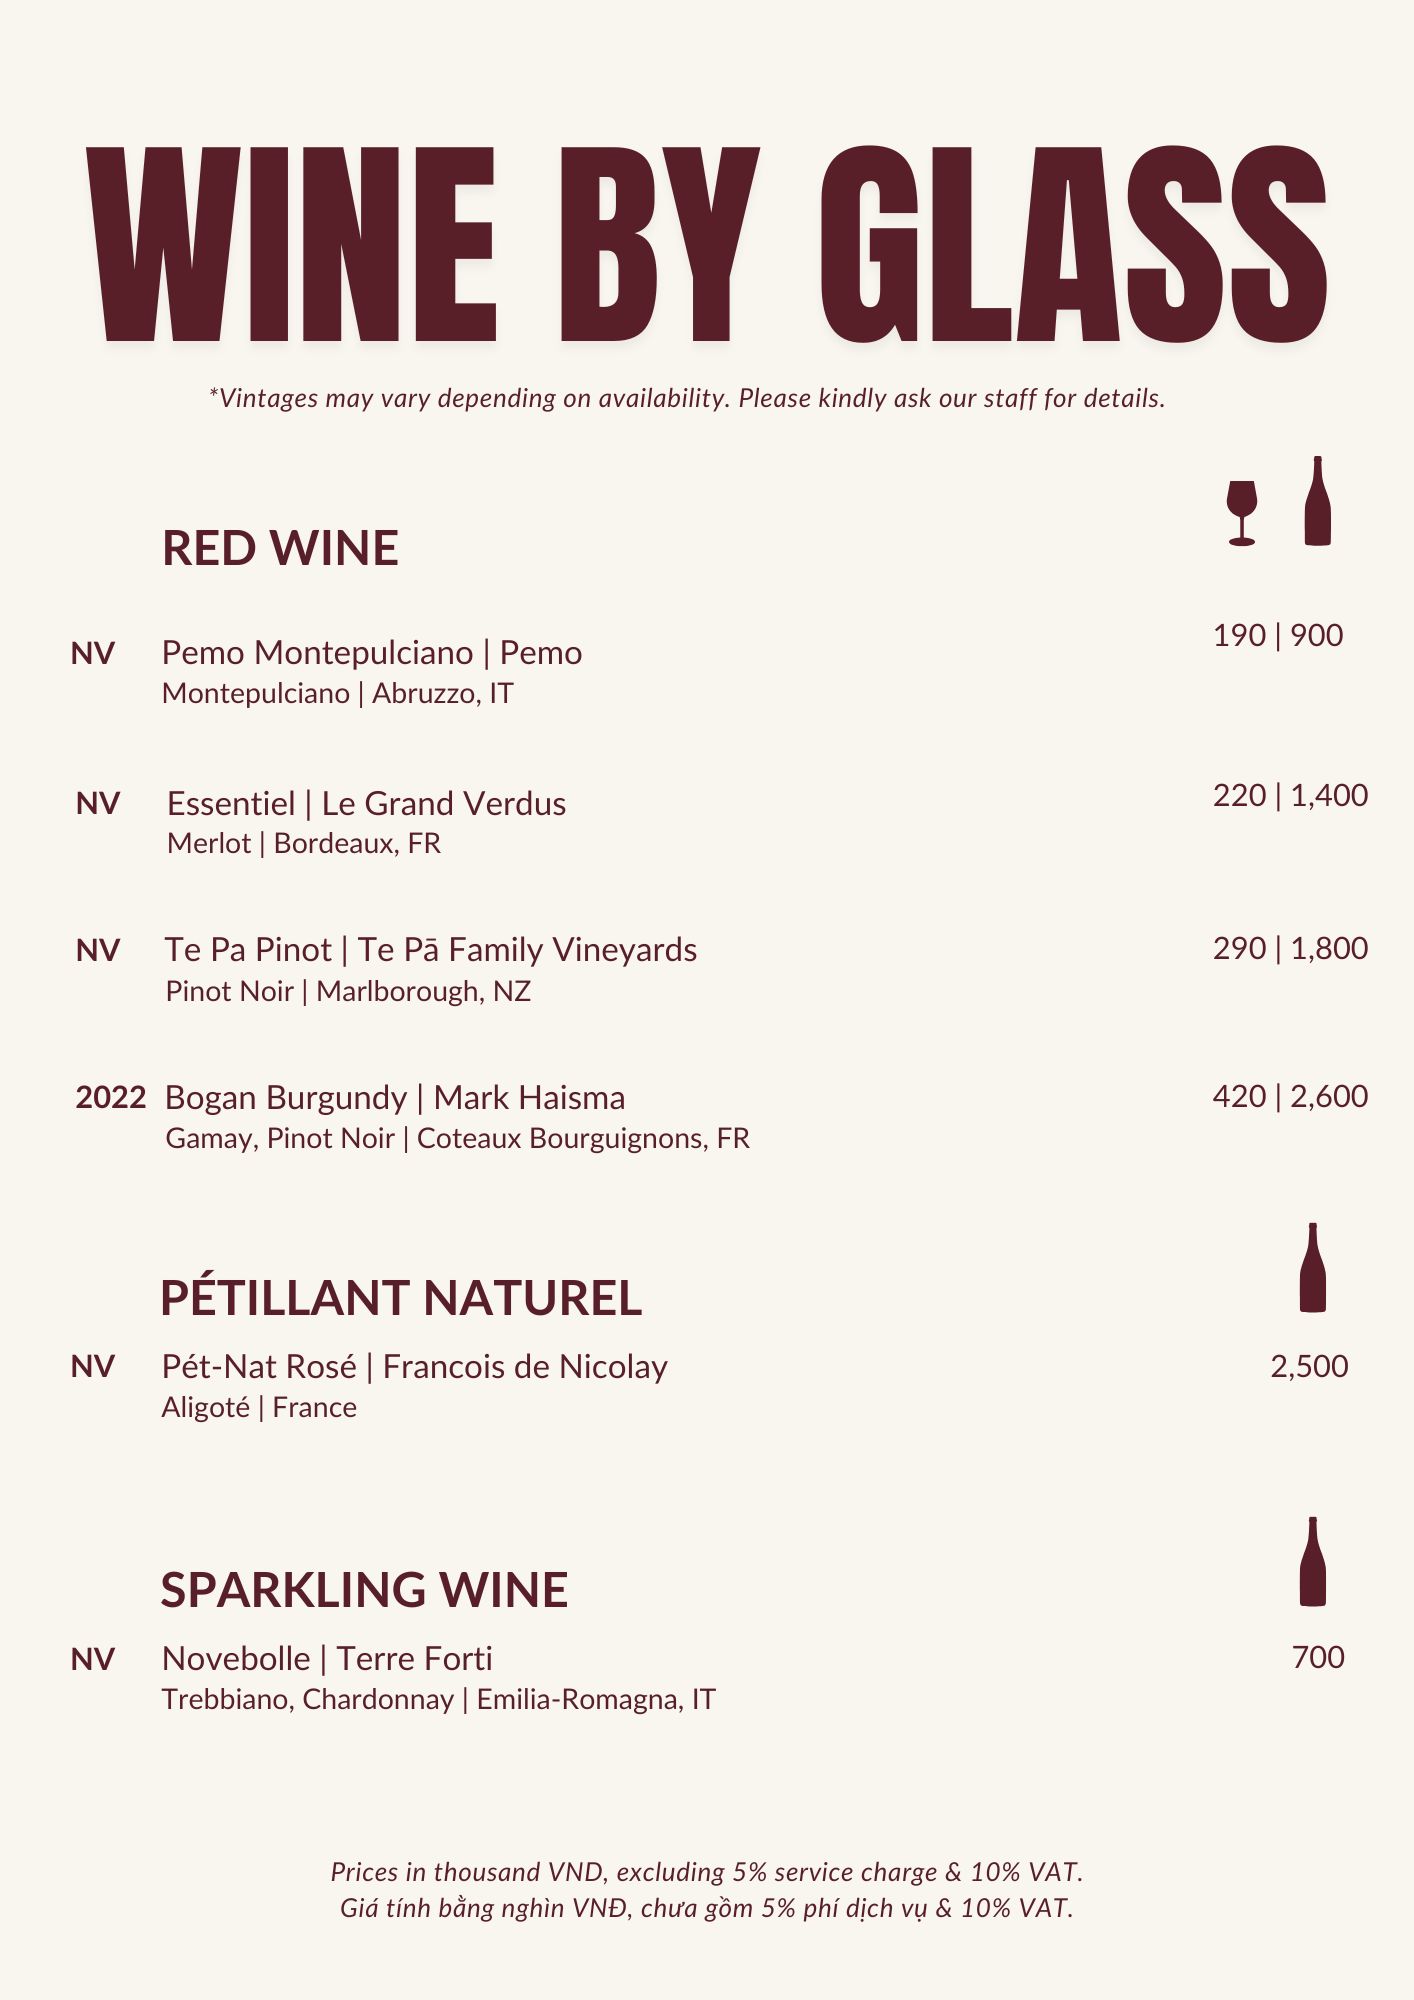 WINE BY GLASS
*Vintages may vary depending on availability. Please kindly ask our staff for details.
RED WINE
NV Pemo Montepulciano | Pemo 190 | 900
Montepulciano | Abruzzo, IT
NV Essentiel | Le Grand Verdus 220 | 1,400
Merlot | Bordeaux, FR
NV Te Pa Pinot | Te Pā Family Vineyards 290 | 1,800
Pinot Noir | Marlborough, NZ
2022 Bogan Burgundy | Mark Haisma 420 | 2,600
Gamay, Pinot Noir | Coteaux Bourguignons, FR
PÉTILLANT NATUREL
NV Pét-Nat Rosé | Francois de Nicolay 2,500
Aligoté | France
SPARKLING WINE
NV Novebolle | Terre Forti 700
Trebbiano, Chardonnay | Emilia-Romagna, IT
Prices in thousand VND, excluding 5% service charge & 10% VAT.
Giá tính bằng nghìn VNĐ, chưa gồm 5% phí dịch vụ & 10% VAT.